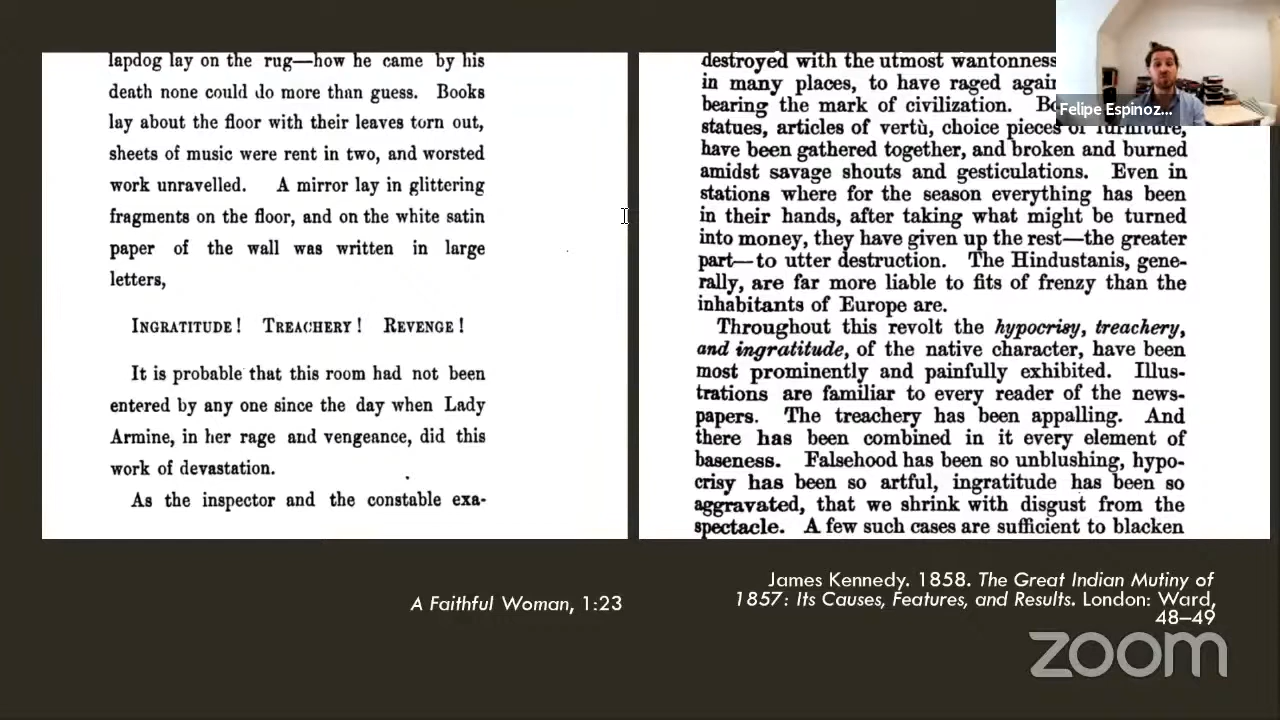 lapdog lay on the rug—how he came by his
death none could do more than guess. Books
lay about the floor with their leaves torn out,
sheets of music were rent in two, and worsted
work unravelled. A mirror lay in glittering
fragments on the floor, and on the white satin
paper of the wall was written in large
letters,
INGRATITUDE! TREACHERY! REVENGE!
It is probable that this room had not been
entered by any one since the day when Lady
Armine, in her rage and vengeance, did this
work of devastation.
As the inspector and the constable exa-
A Faithful Woman, 1:23
destroyed with the utmost wantonness
in many places, to have raged
bearing the mark of civilization.
statues, articles of vertù, choice pieces of furniture,
have been gathered together, and broken and burned
amidst savage shouts and gesticulations. Even in
stations where for the season everything has been
in their hands, after taking what might be turned
into money, they have given up the rest—the greater
part—to utter destruction. The Hindustanis, gene-
rally, are far more liable to fits of frenzy than the
inhabitants of Europe are.
Throughout this revolt the hypocrisy, treachery,
and ingratitude, of the native character, have been
most prominently and painfully exhibited. Illus-
trations are familiar to every reader of the news-
papers. The treachery has been appalling. And
there has been combined in it every element of
baseness. Falsehood has been so unblushing, hypo-
crisy has been so artful, ingratitude has been so
aggravated, that we shrink with disgust from the
spectacle. A few such cases are sufficient to blacken
James Kennedy. 1858. The Great Indian Mutiny of
1857: Its Causes, Features, and Results. London: Ward,
48–49
Felipe Espinoz...
zoom